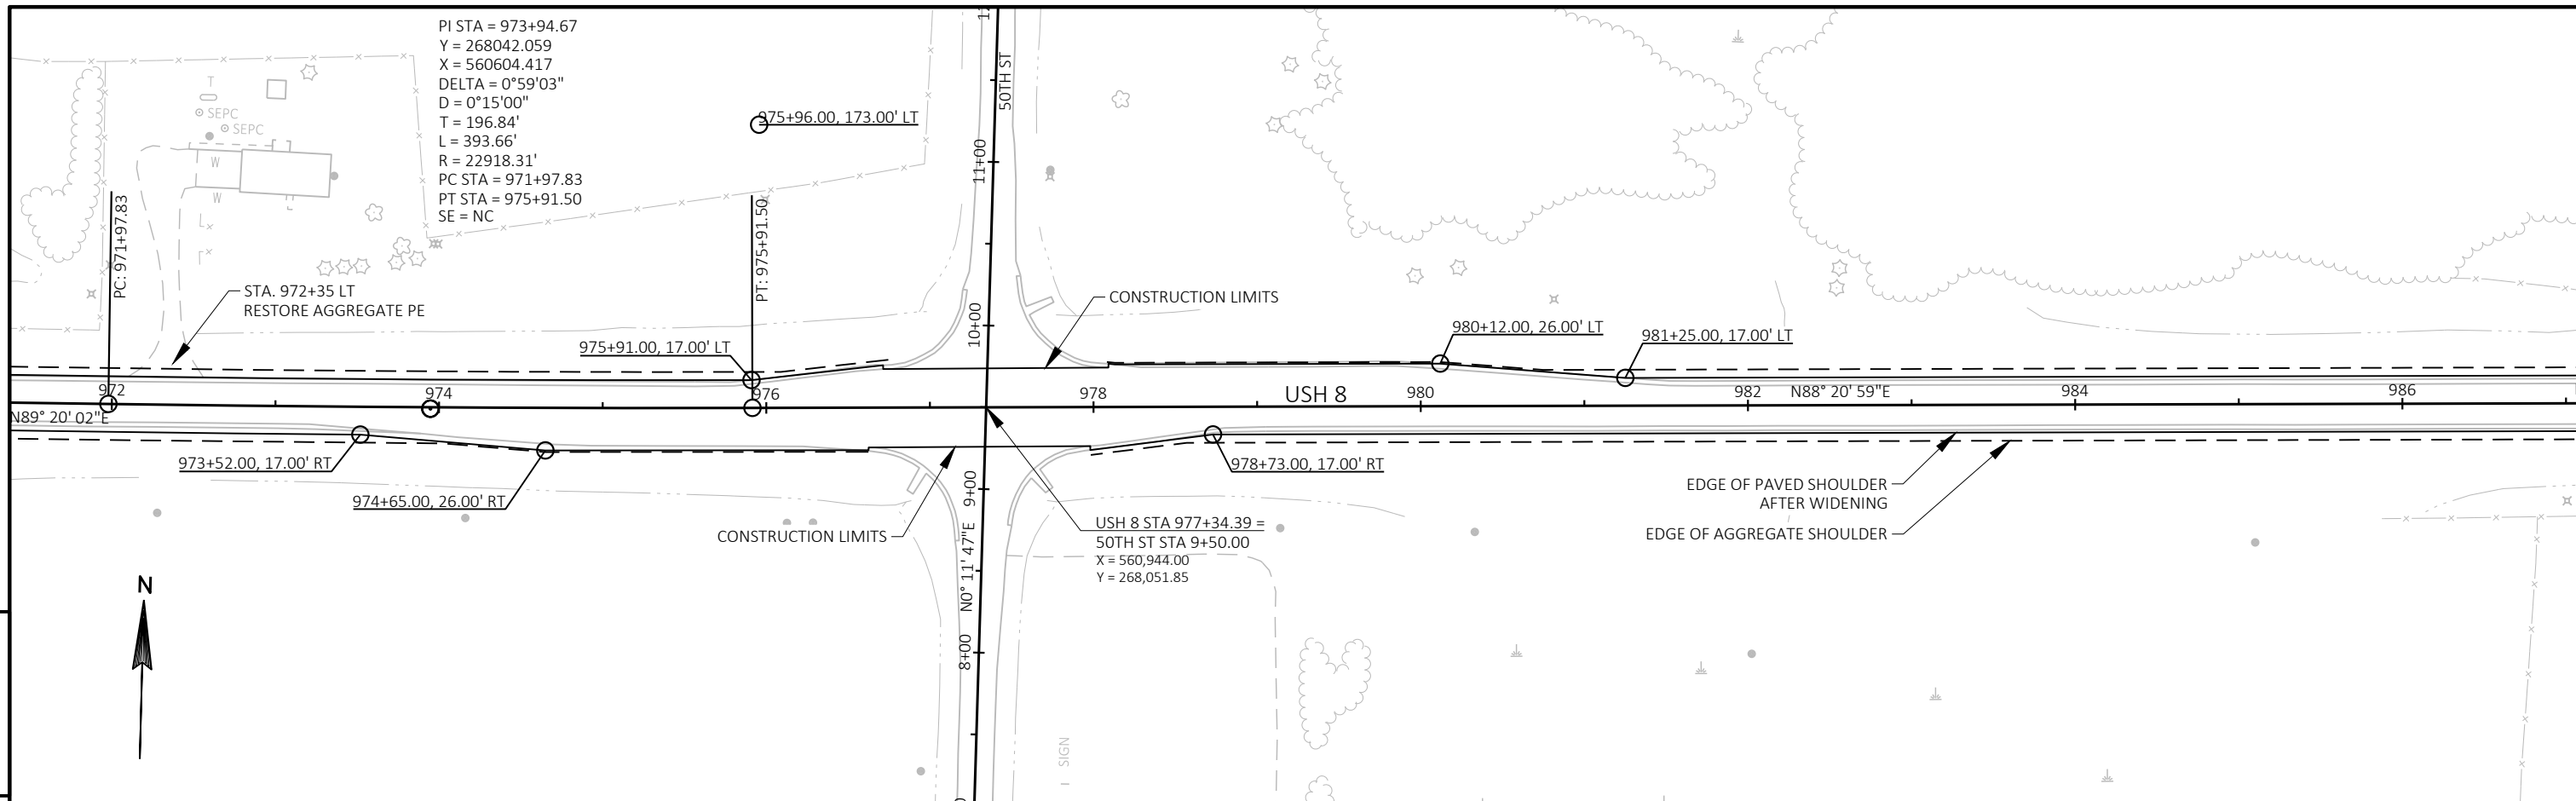 PI STA = 973+94.67
Y = 268042.059
X = 560604.417
DELTA = 0°59'03"
D = 0°15'00"
T = 196.84'
L = 393.66'
R = 22918.31'
PC STA = 971+97.83
PT STA = 975+91.50
SE = NC
T
SEPC
SEPC
W
W
PC: 971+97.83
STA. 972+35 LT
RESTORE AGGREGATE PE
975+96.00, 173.00' LT
PT: 975+91.50
50TH ST
11+00
10+00
CONSTRUCTION LIMITS
975+91.00, 17.00' LT
980+12.00, 26.00' LT
981+25.00, 17.00' LT
972
974
976
978
USH 8
980
982
N88° 20' 59"E
984
986
N89° 20' 02"E
973+52.00, 17.00' RT
974+65.00, 26.00' RT
978+73.00, 17.00' RT
CONSTRUCTION LIMITS
9+00
N0° 11' 47"E
8+00
USH 8 STA 977+34.39 =
50TH ST STA 9+50.00
X = 560,944.00
Y = 268,051.85
EDGE OF PAVED SHOULDER
AFTER WIDENING
EDGE OF AGGREGATE SHOULDER
N
SIGN